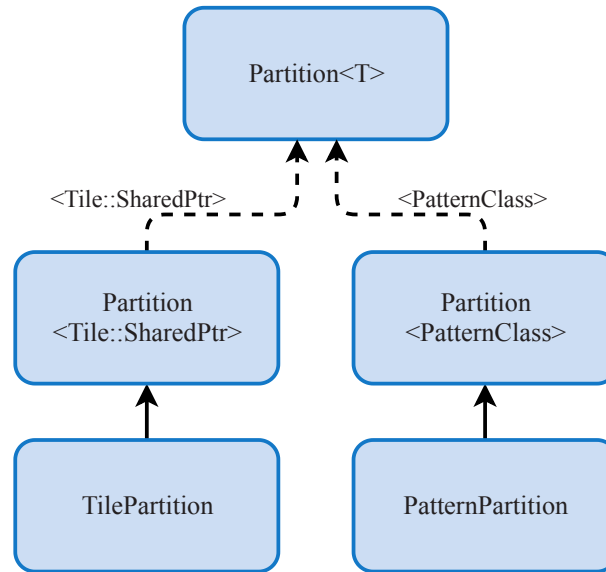 Partition<T>
<Tile::SharedPtr>
<PatternClass>
Partition
<Tile::SharedPtr>
Partition
<PatternClass>
TilePartition
PatternPartition